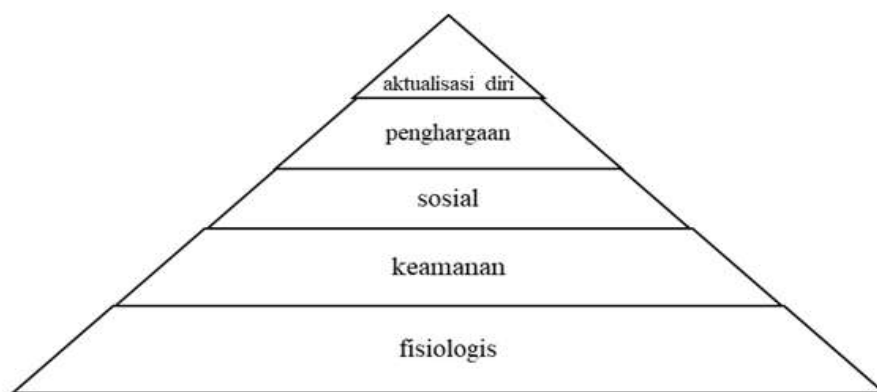 aktualisasi diri
penghargaan
sosial
keamanan
fisiologis